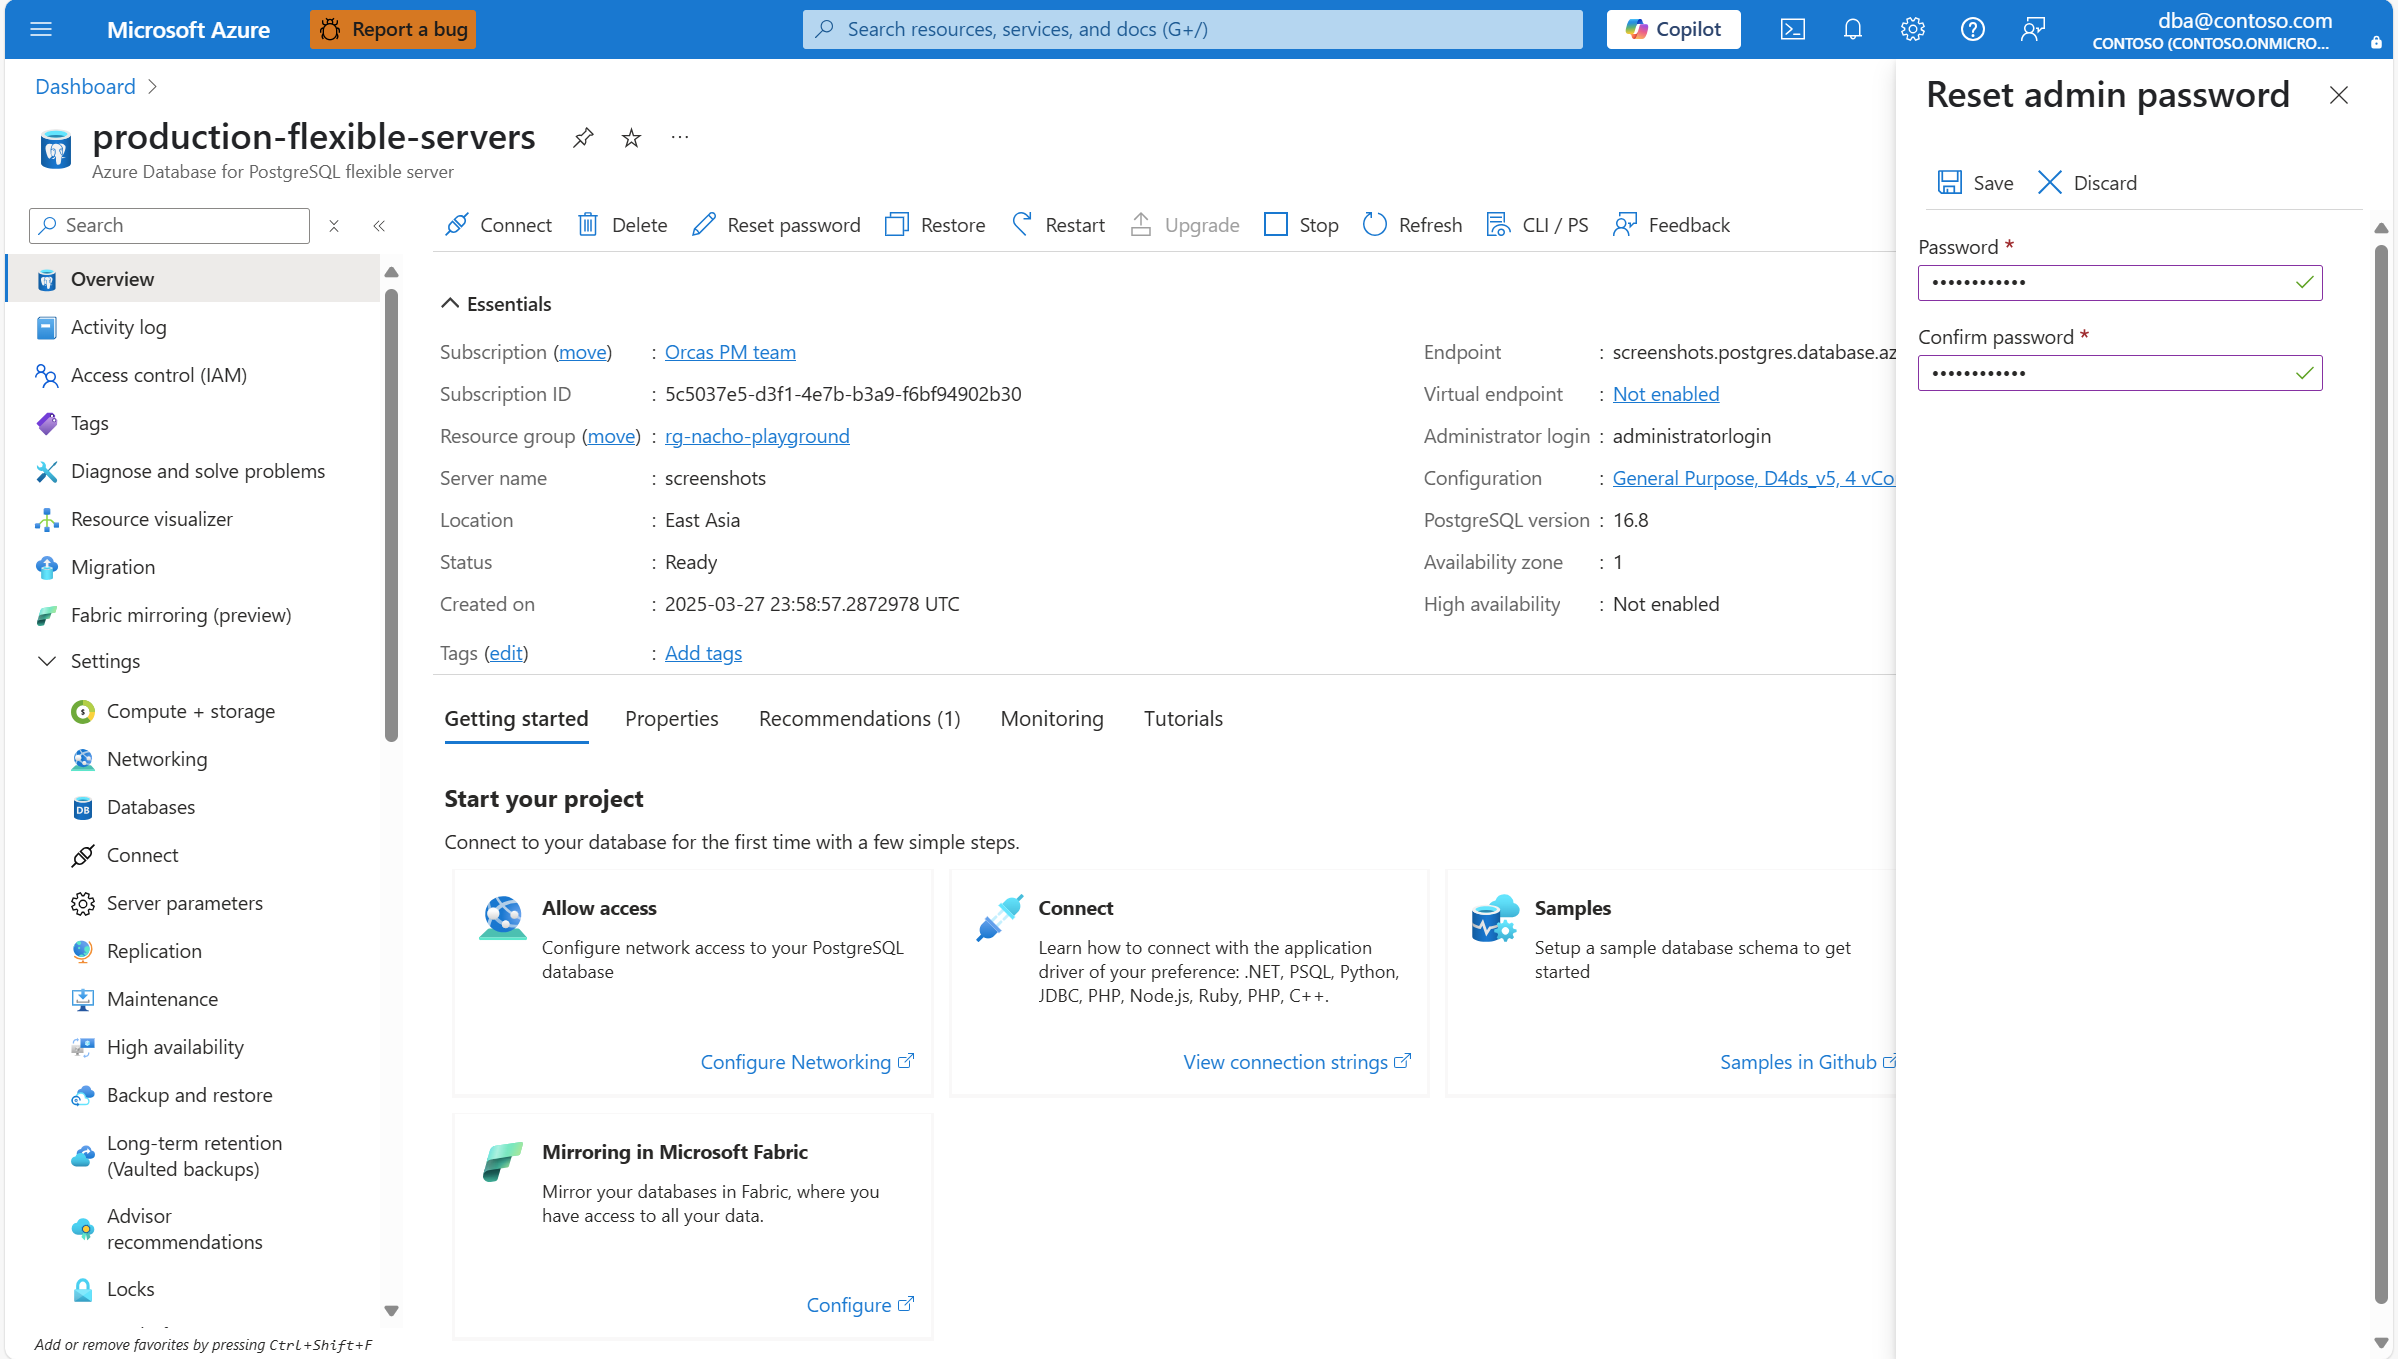 Microsoft Azure
Report a bug
Search resources, services, and docs (G+/)
Copilot
dba@contoso.com
CONTOSO (CONTOSO.ONMICRO...
Dashboard
production-flexible-servers
Azure Database for PostgreSQL flexible server
Search
Overview
Activity log
Access control (IAM)
Tags
Diagnose and solve problems
Resource visualizer
Migration
Fabric mirroring (preview)
Settings
Compute + storage
Networking
Databases
Connect
Server parameters
Replication
Maintenance
High availability
Backup and restore
Long-term retention
(Vaulted backups)
Advisor
recommendations
Locks
Add or remove favorites by pressing Ctrl+Shift+F
Connect Delete Reset password Restore Restart Upgrade Stop Refresh CLI / PS Feedback
Essentials
Subscription (move) : Orcas PM team
Subscription ID : 5c5037e5-d3f1-4e7b-b3a9-f6bf94902b30
Resource group (move) : rg-nacho-playground
Server name : screenshots
Location : East Asia
Status : Ready
Created on : 2025-03-27 23:58:57.2872978 UTC
Tags (edit) : Add tags
Endpoint : screenshots.postgres.database.az
Virtual endpoint : Not enabled
Administrator login : administratorlogin
Configuration : General Purpose, D4ds_v5, 4 vCo
PostgreSQL version : 16.8
Availability zone : 1
High availability : Not enabled
Getting started Properties Recommendations (1) Monitoring Tutorials
Start your project
Connect to your database for the first time with a few simple steps.
Allow access
Configure network access to your PostgreSQL
database
Configure Networking
Connect
Learn how to connect with the application
driver of your preference: .NET, PSQL, Python,
JDBC, PHP, Node.js, Ruby, PHP, C++.
View connection strings
Samples
Setup a sample database schema to get
started
Samples in Github
Mirroring in Microsoft Fabric
Mirror your databases in Fabric, where you
have access to all your data.
Configure
Reset admin password
Save Discard
Password *
••••••••••••
Confirm password *
••••••••••••